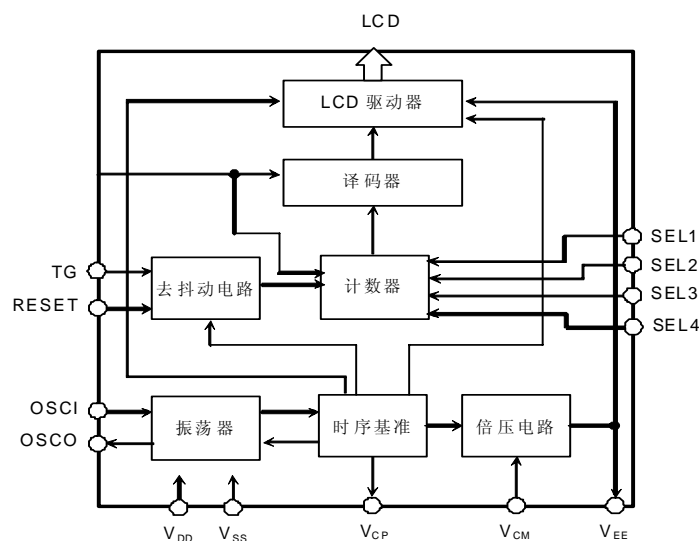 LCD
LCD 驱动器
译码器
SEL1
TG
去抖动电路
计数器
SEL2
SEL3
RESET
SEL4
OSCI
振荡器
时序基准
倍压电路
OSCO
VDD
VSS
VCP
VCM
VEE